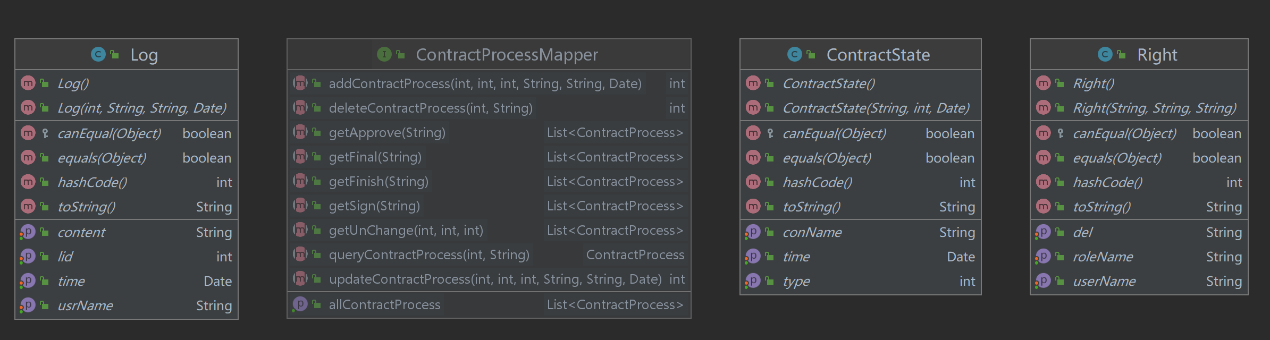 Log
Log()
Log(int, String, String, Date)
canEqual(Object) boolean
equals(Object) boolean
hashCode() int
toString() String
content String
lid int
time Date
usrName String
ContractProcessMapper
addContractProcess(int, int, int, String, String, Date) int
deleteContractProcess(int, String) int
getApprove(String) List<ContractProcess>
getFinal(String) List<ContractProcess>
getFinish(String) List<ContractProcess>
getSign(String) List<ContractProcess>
getUnChange(int, int, int) List<ContractProcess>
queryContractProcess(int, String) ContractProcess
updateContractProcess(int, int, int, String, String, Date) int
allContractProcess List<ContractProcess>
ContractState
ContractState()
ContractState(String, int, Date)
canEqual(Object) boolean
equals(Object) boolean
hashCode() int
toString() String
conName String
time Date
type int
Right
Right()
Right(String, String, String)
canEqual(Object) boolean
equals(Object) boolean
hashCode() int
toString() String
del String
roleName String
userName String